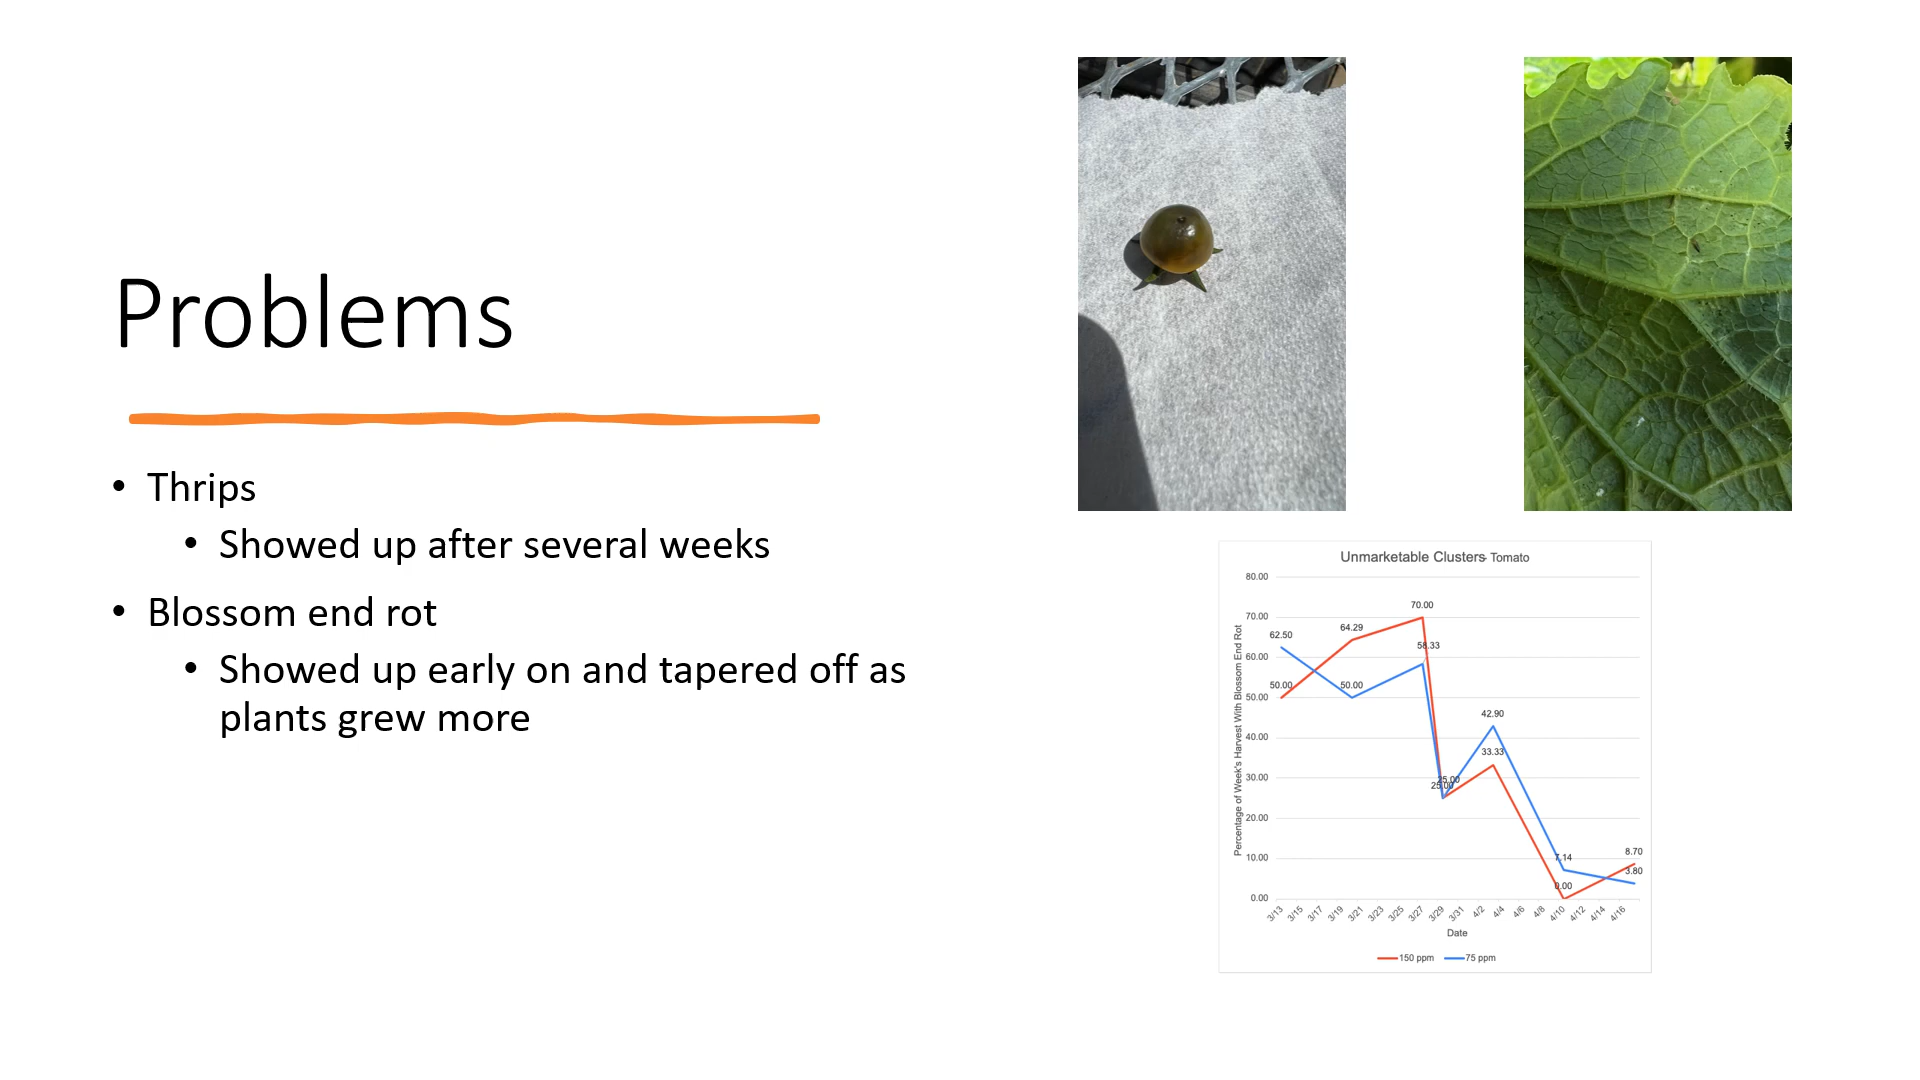 Problems
• Thrips
• Showed up after several weeks
• Blossom end rot
• Showed up early on and tapered off as
plants grew more
Unmarketable Clusters- Tomato
Percentage of Week's Harvest With Blossom End Rot
80.00
70.00
60.00
50.00
40.00
30.00
20.00
10.00
0.00
62.50
50.00
64.29
50.00
70.00
58.33
25.00
25.00
42.90
33.33
7.14
0.00
8.70
3.80
3/13 3/15 3/17 3/19 3/21 3/23 3/25 3/27 3/29 3/31 4/2 4/4 4/6 4/8 4/10 4/12 4/14 4/16
Date
150 ppm 75 ppm